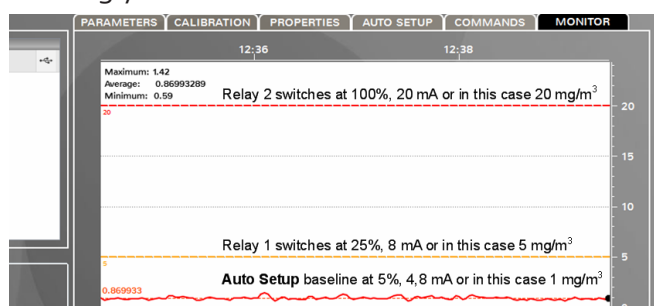 PARAMETERS CALIBRATION PROPERTIES AUTO SETUP COMMANDS MONITOR
12:36 12:38
Maximum: 1.42
Average: 0.86993289
Minimum: 0.59
Relay 2 switches at 100%, 20 mA or in this case 20 mg/m³
20
20
15
10
Relay 1 switches at 25%, 8 mA or in this case 5 mg/m³
5
5
Auto Setup baseline at 5%, 4,8 mA or in this case 1 mg/m³
0.869933